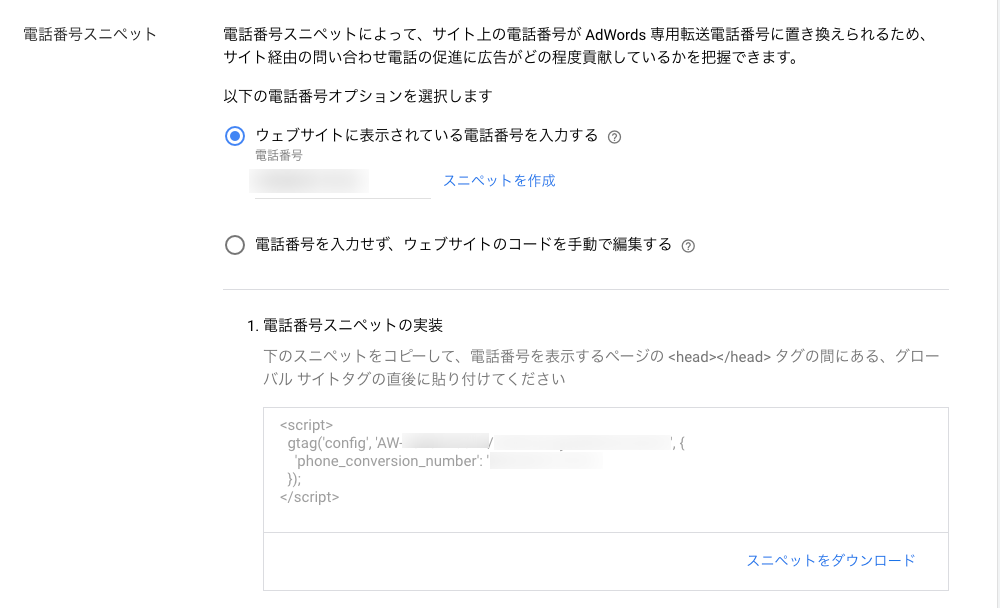 電話番号スニペット
電話番号スニペットによって、サイト上の電話番号が AdWords 専用転送電話番号に置き換えられるため、
サイト経由の問い合わせ電話の促進に広告がどの程度貢献しているかを把握できます。
以下の電話番号オプションを選択します
ウェブサイトに表示されている電話番号を入力する ?
電話番号
スニペットを作成
電話番号を入力せず、ウェブサイトのコードを手動で編集する ?
1. 電話番号スニペットの実装
下のスニペットをコピーして、電話番号を表示するページの <head></head> タグの間にある、グロー
バル サイトタグの直後に貼り付けてください
<script>
gtag('config', 'AW-/', {
'phone_conversion_number': '
});
</script>
スニペットをダウンロード